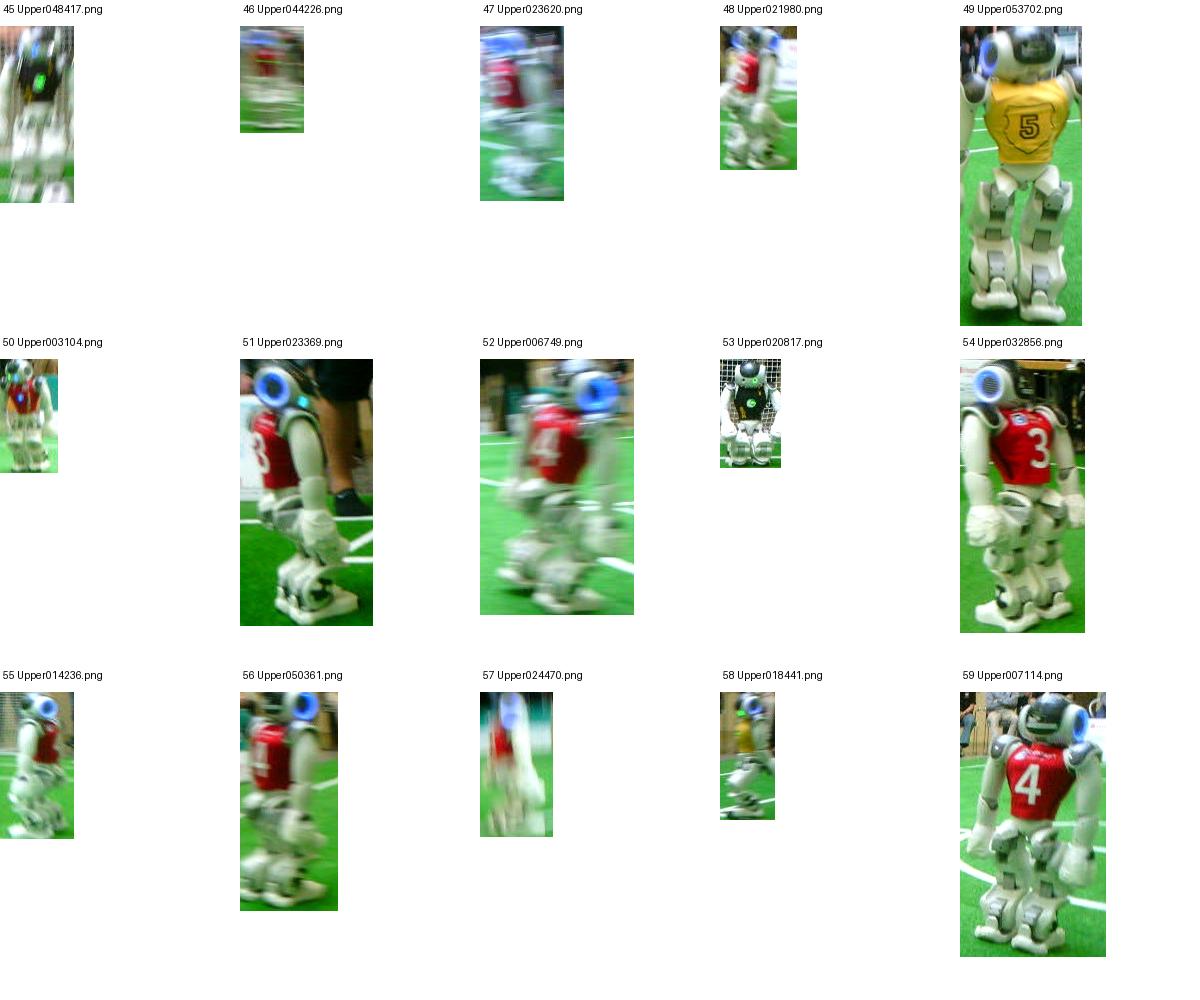 45 Upper048417.png
46 Upper044226.png
47 Upper023620.png
48 Upper021980.png
49 Upper053702.png
5
50 Upper003104.png
51 Upper023369.png
52 Upper006749.png
53 Upper020817.png
54 Upper032856.png
3
4
3
55 Upper014236.png
56 Upper050361.png
57 Upper024470.png
58 Upper018441.png
59 Upper007114.png
4
4